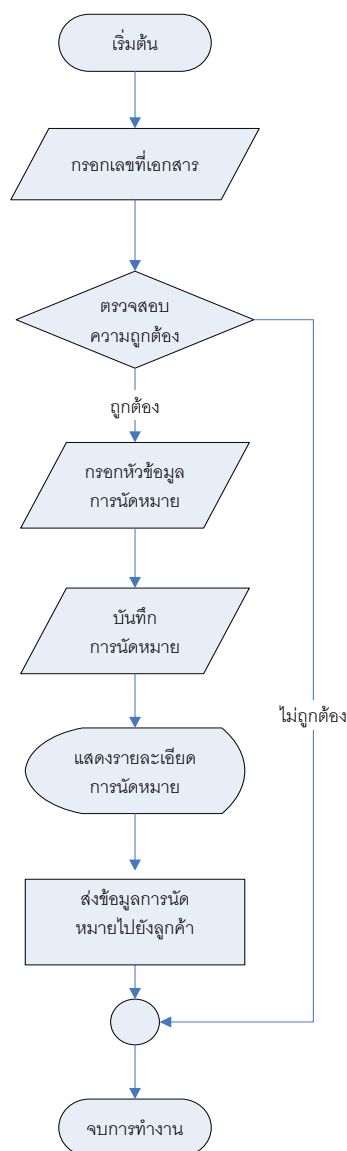 เริ่มต้น
กรอกเลขที่เอกสาร
ตรวจสอบ
ความถูกต้อง
ถูกต้อง
กรอกหัวข้อมูล
การนัดหมาย
บันทึก
การนัดหมาย
ไม่ถูกต้อง
แสดงรายละเอียด
การนัดหมาย
ส่งข้อมูลการนัด
หมายไปยังลูกค้า
จบการทำงาน